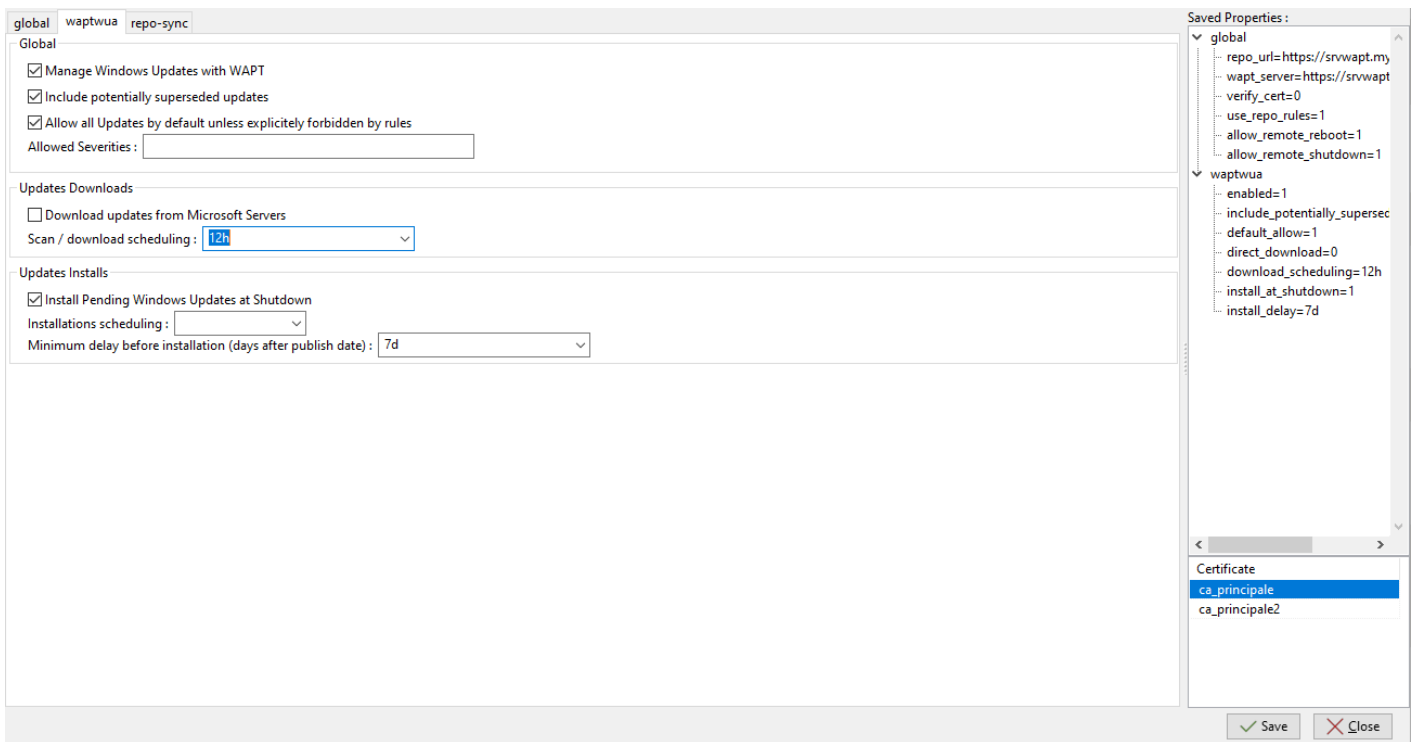 global waptwua repo-sync
Global
Manage Windows Updates with WAPT
Include potentially superseded updates
Allow all Updates by default unless explicitely forbidden by rules
Allowed Severities :
Updates Downloads
Download updates from Microsoft Servers
Scan / download scheduling : 12h
Updates Installs
Install Pending Windows Updates at Shutdown
Installations scheduling :
Minimum delay before installation (days after publish date) : 7d
Saved Properties :
global
repo_url=https://srvwapt.my
wapt_server=https://srvwapt
verify_cert=0
use_repo_rules=1
allow_remote_reboot=1
allow_remote_shutdown=1
waptwua
enabled=1
include_potentially_supersed
default_allow=1
direct_download=0
download_scheduling=12h
install_at_shutdown=1
install_delay=7d
Certificate
ca_principale
ca_principale2
Save Close